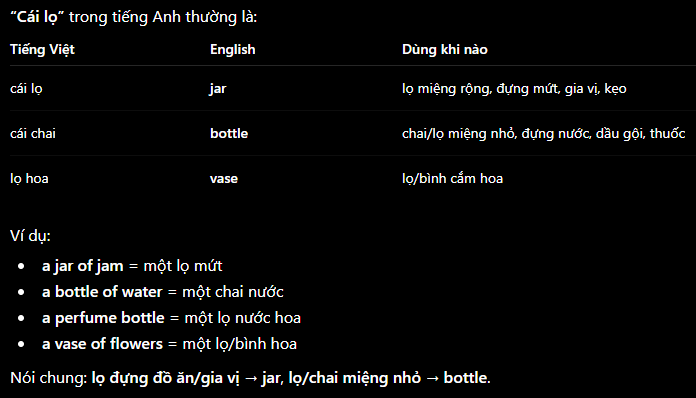 “Cái lọ” trong tiếng Anh thường là:
Tiếng Việt English Dùng khi nào
cái lọ jar lọ miệng rộng, đựng mứt, gia vị, kẹo
cái chai bottle chai/lọ miệng nhỏ, đựng nước, dầu gội, thuốc
lọ hoa vase lọ/bình cắm hoa
Ví dụ:
• a jar of jam = một lọ mứt
• a bottle of water = một chai nước
• a perfume bottle = một lọ nước hoa
• a vase of flowers = một lọ/bình hoa
Nói chung: lọ đựng đồ ăn/gia vị → jar, lọ/chai miệng nhỏ → bottle.